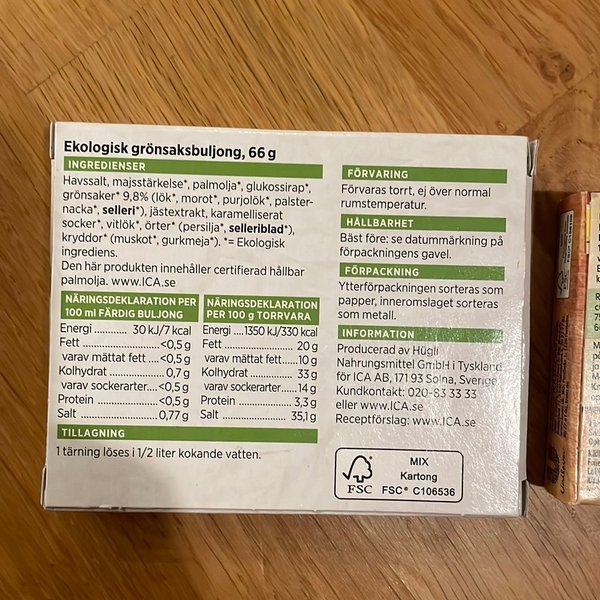 Ekologisk grönsaksbuljong, 66 g
INGREDIENSER
Havssalt, majsstärkelse*, palmolja*, glukossirap*,
grönsaker* 9,8% (lök*, morot*, purjolök*, palster-
nacka*, selleri*), jästextrakt, karamelliserat
socker*, vitlök*, örter* (persilja*, selleriblad*),
kryddor* (muskot*, gurkmeja*). *= Ekologisk
ingrediens.
Den här produkten innehåller certifierad hållbar
palmolja. www.ICA.se
NÄRINGSDEKLARATION PER
100 ml FÄRDIG BULJONG
Energi ........... 30 kJ/7 kcal
Fett ........................ <0,5 g
varav mättat fett ....<0,5 g
Kolhydrat ................ 0,7 g
varav sockerarter....<0,5 g
Protein .................. <0,5 g
Salt ........................ 0,77 g
NÄRINGSDEKLARATION
PER 100 g TORRVARA
Energi ....1350 kJ/330 kcal
Fett ......................... 20 g
varav mättat fett .....10 g
Kolhydrat ................ 33 g
varav sockerarter.....14 g
Protein .................... 3,3 g
Salt ........................ 35,1 g
TILLAGNING
1 tärning löses i 1/2 liter kokande vatten.
FÖRVARING
Förvaras torrt, ej över normal
rumstemperatur.
HÅLLBARHET
Bäst före: se datummärkning på
förpackningens gavel.
FÖRPACKNING
Ytterförpackningen sorteras som
papper, inneromslaget sorteras
som metall.
INFORMATION
Producerad av Hügli
Nahrungsmittel GmbH i Tyskland
för ICA AB, 171 93 Solna, Sverige
Kundkontakt: 020-83 33 33
eller www.ICA.se
Receptförslag: www.ICA.se
FSC
MIX
Kartong
FSC® C106536